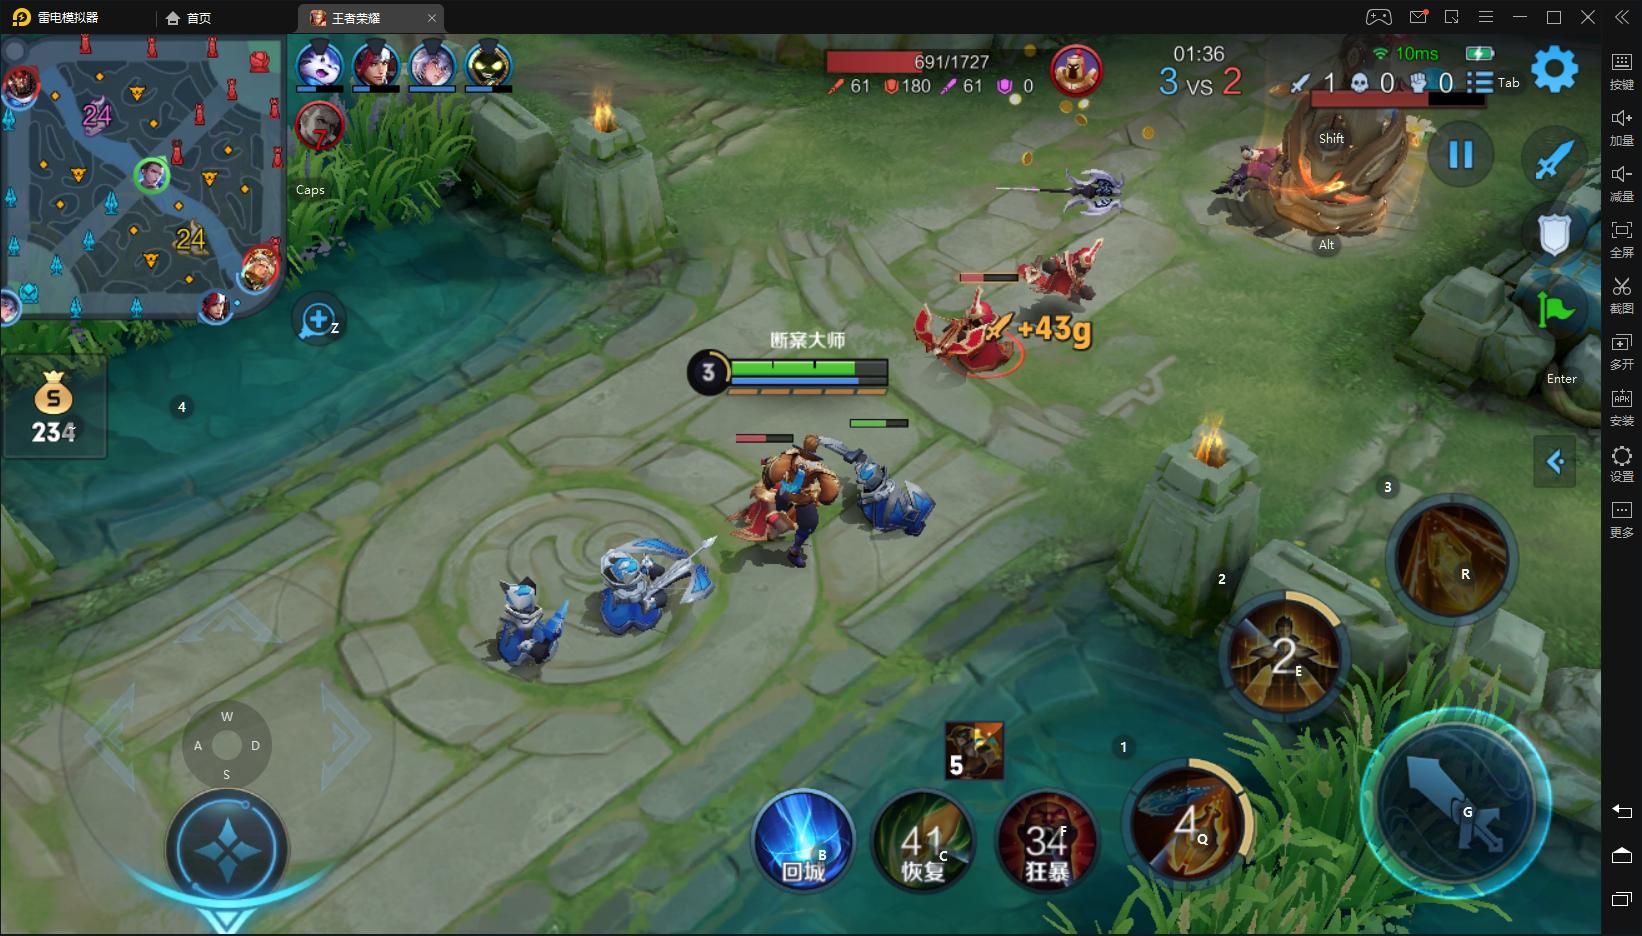 雷电模拟器
首页
王者荣耀
24
24
7
Caps
Z
S
4
691/1727
61 180 61 0
01:36
3 VS 2
10ms
1 0 0
Tab
Shift
Alt
Enter
+43g
断案大师
3
3
R
2
2
E
1
4
Q
G
5
B
回城
41
C
恢复
34
F
狂暴
W
A
D
S
按键
加量
减量
全屏
截图
多开
APK
安装
设置
更多